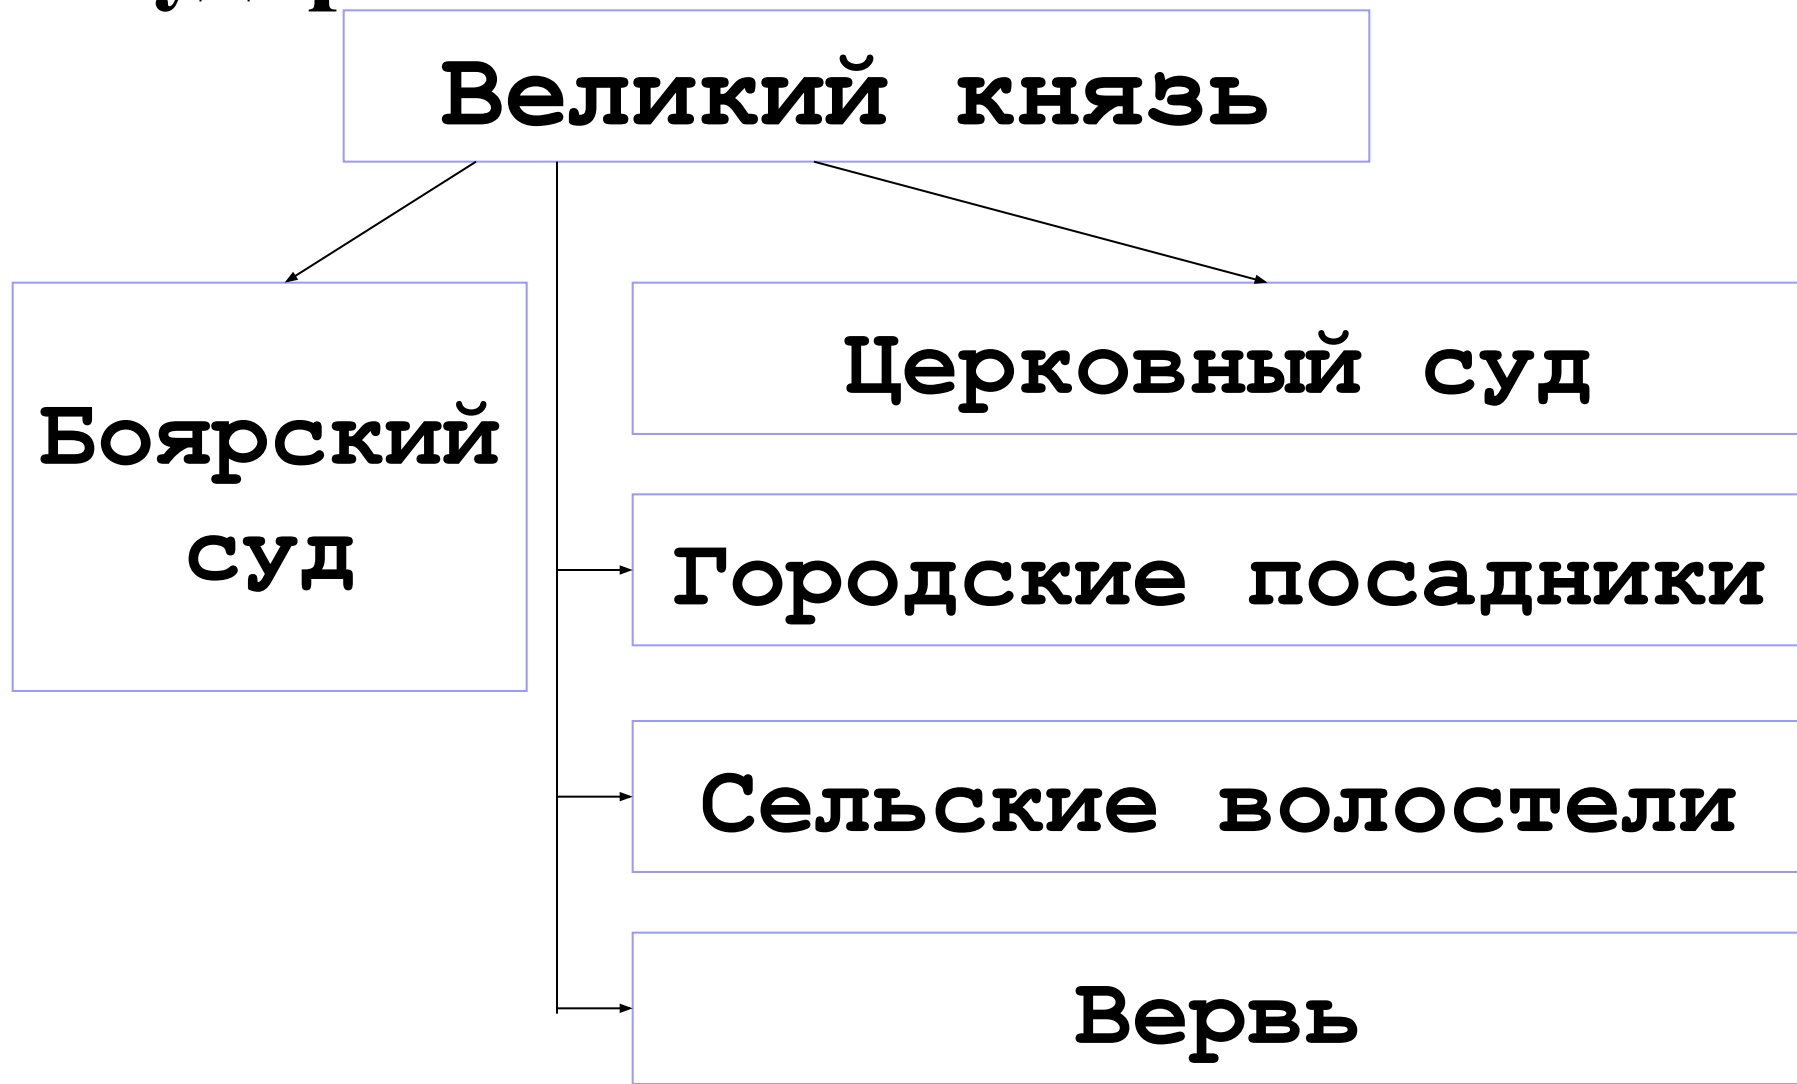 Великий князь
Боярский
суд
Церковный суд
Городские посадники
Сельские волостели
Вервь